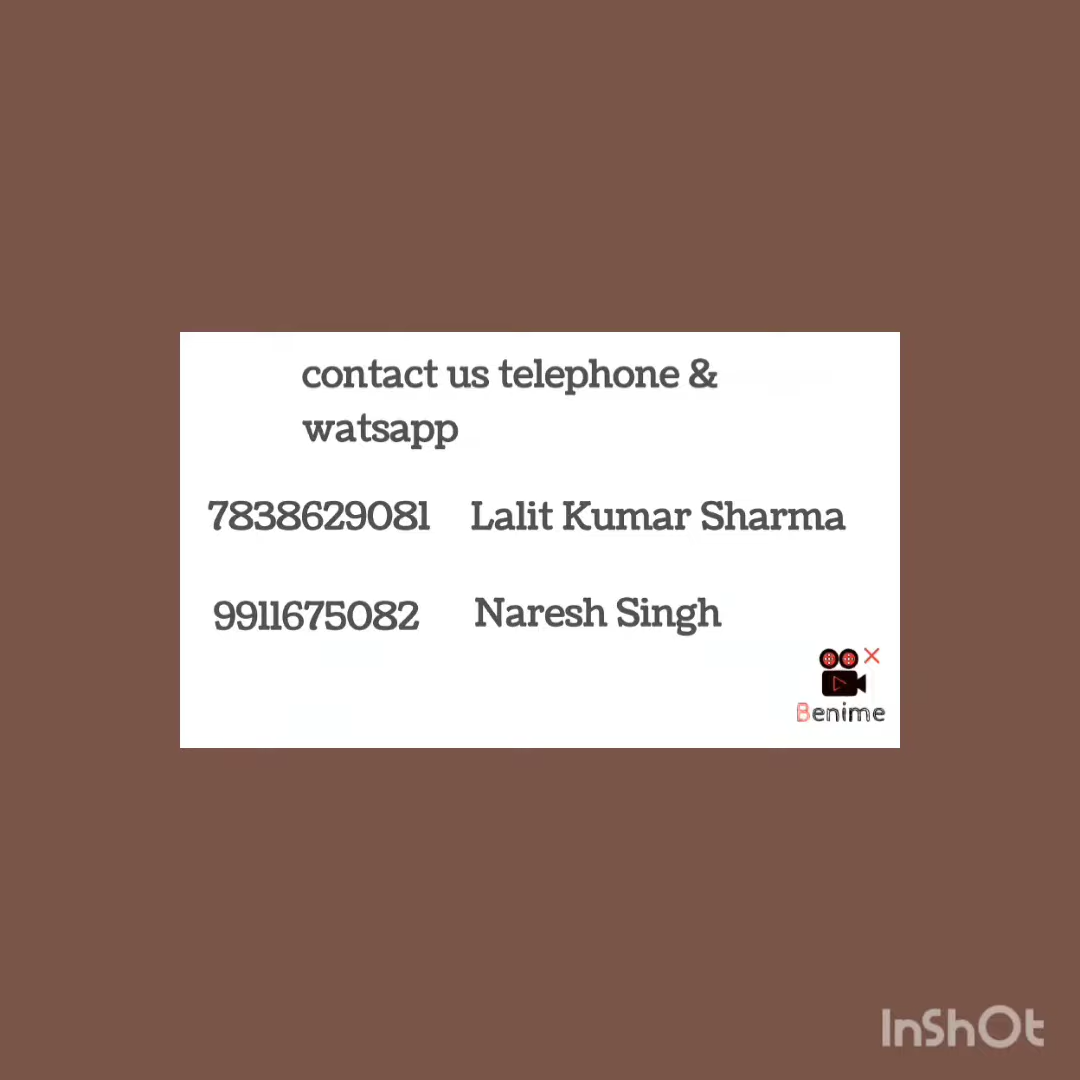 contact us telephone &
watsapp
7838629081 Lalit Kumar Sharma
9911675082 Naresh Singh
Benime
InShOt